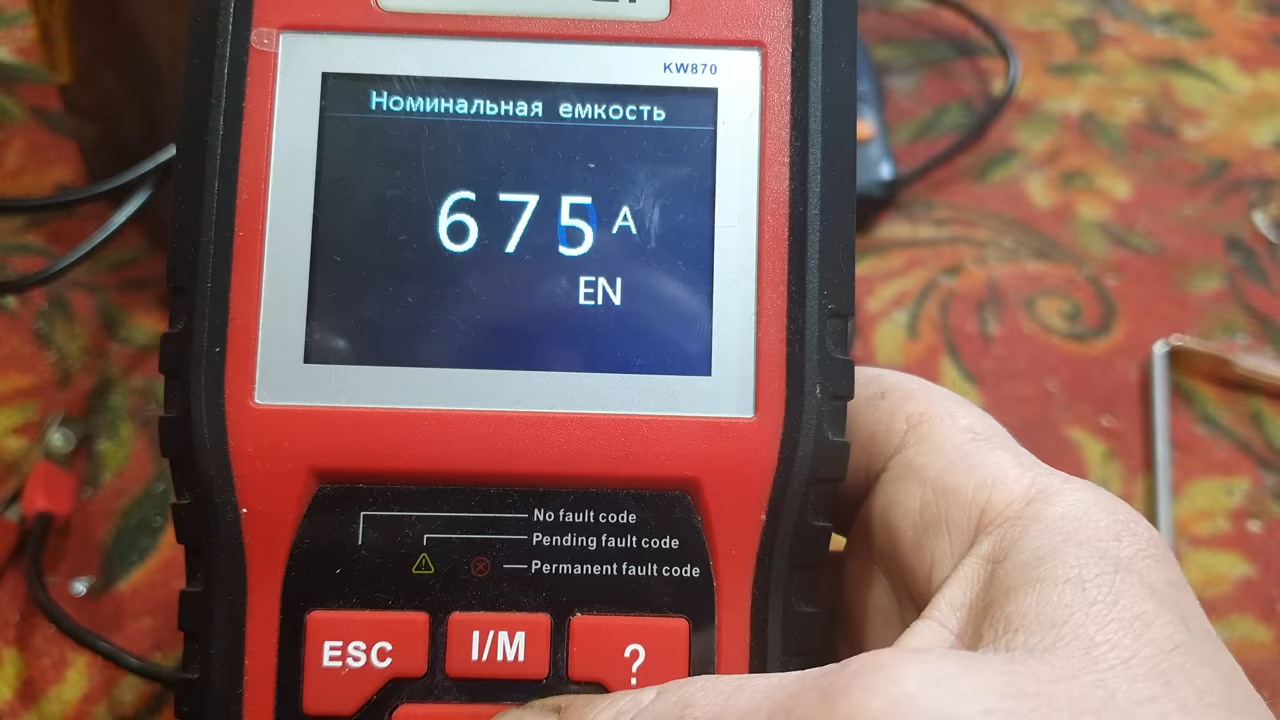 KW870
Номинальная емкость
675 A
EN
No fault code
Pending fault code
Permanent fault code
ESC
I/M
?